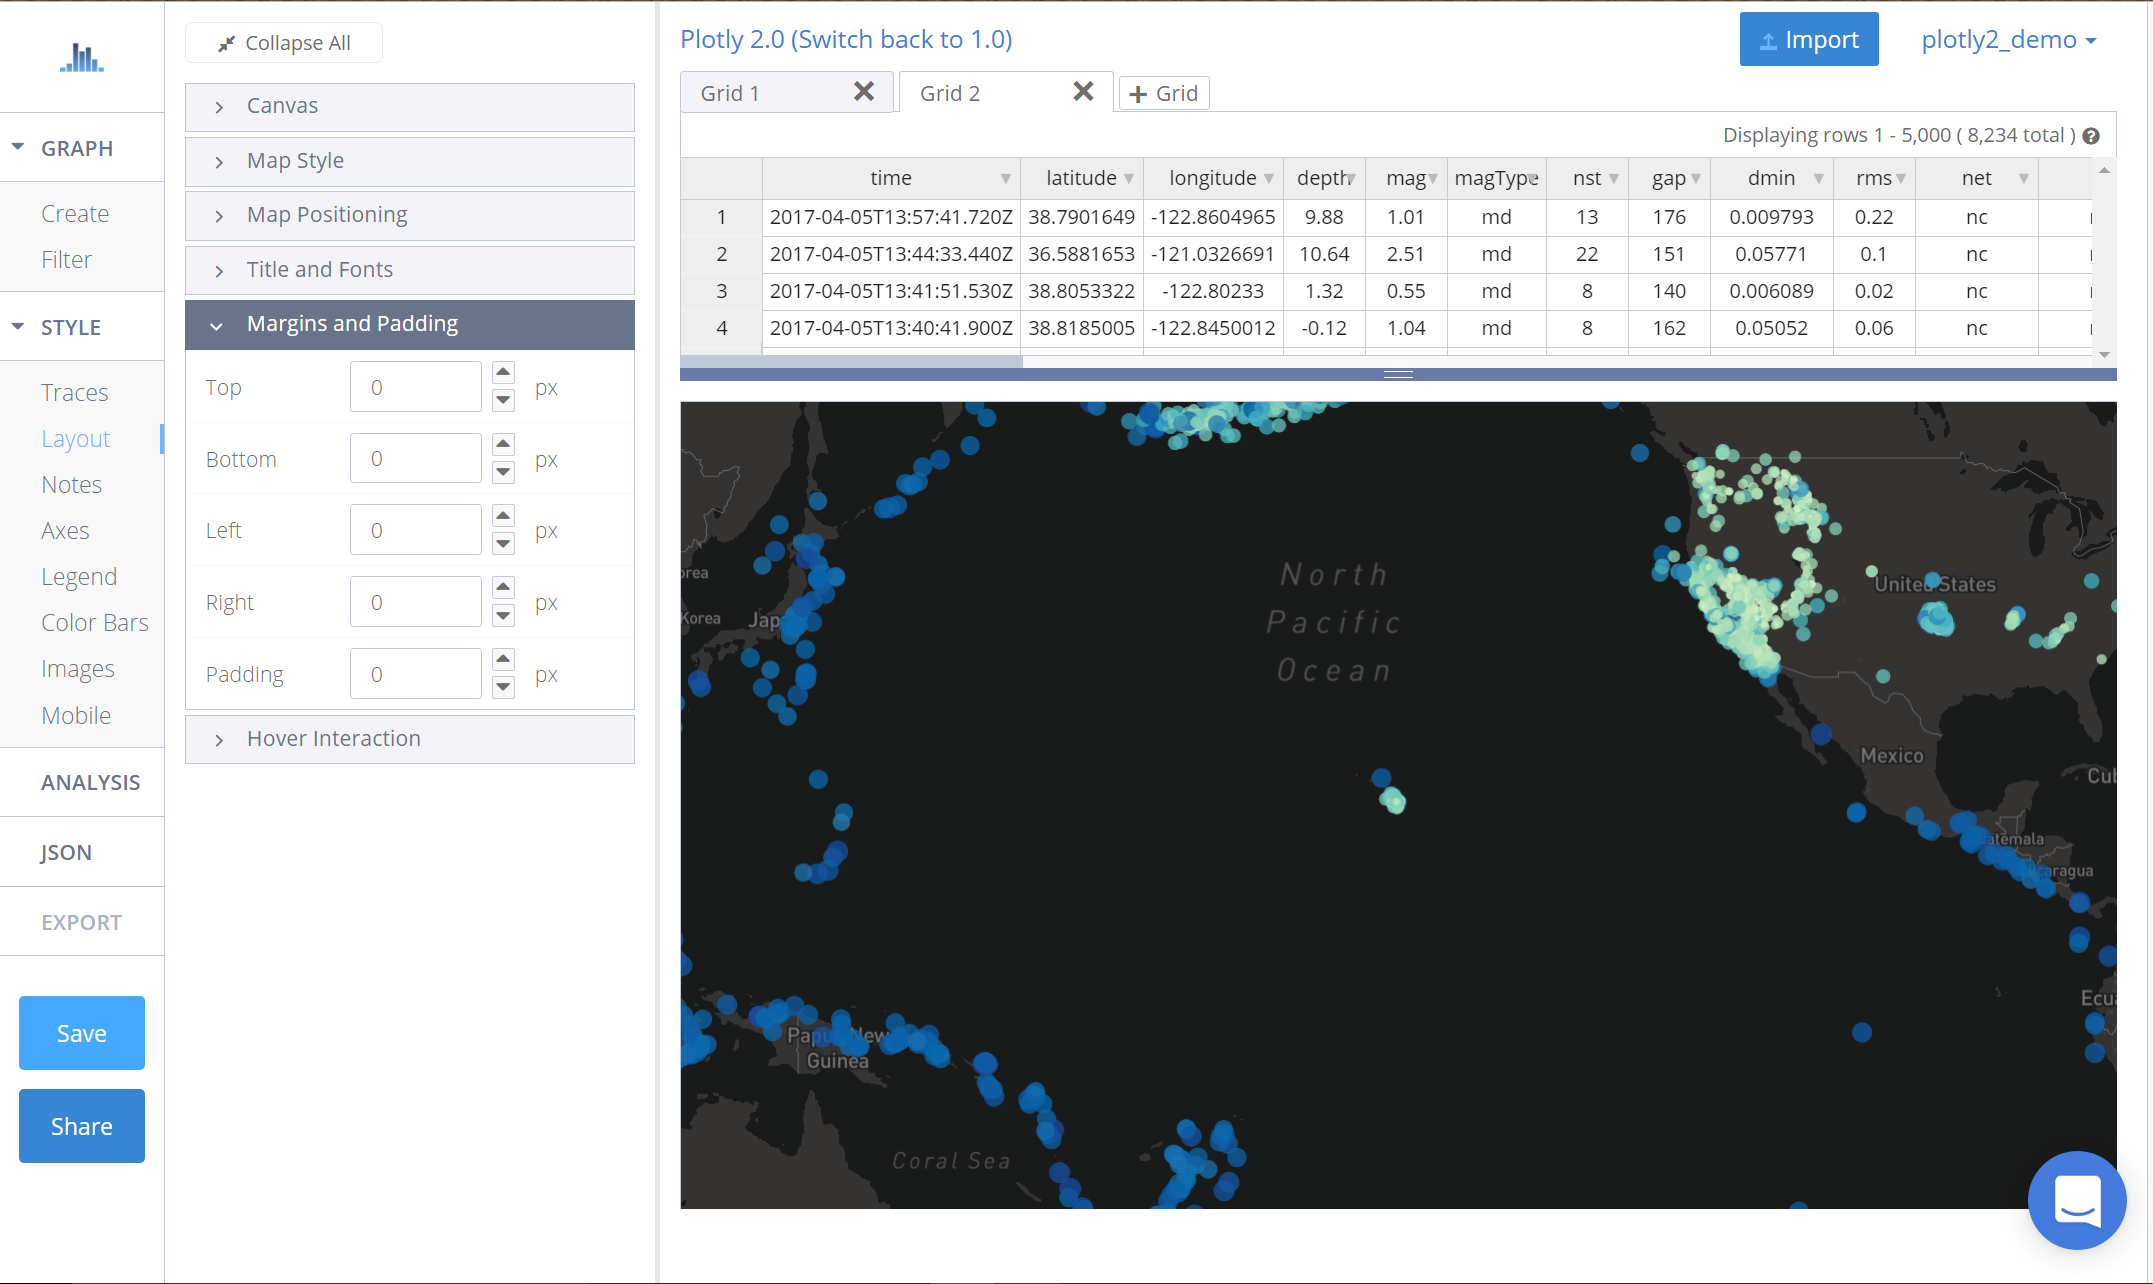 Collapse All
Plotly 2.0 (Switch back to 1.0)
Import
plotly2_demo
GRAPH
Create
Filter
STYLE
Traces
Layout
Notes
Axes
Legend
Color Bars
Images
Mobile
ANALYSIS
JSON
EXPORT
Save
Share
Canvas
Map Style
Map Positioning
Title and Fonts
Margins and Padding
Top 0 px
Bottom 0 px
Left 0 px
Right 0 px
Padding 0 px
Hover Interaction
Grid 1
Grid 2
Grid
Displaying rows 1 - 5,000 ( 8,234 total )
time latitude longitude depth mag magType nst gap dmin rms net
1 2017-04-05T13:57:41.720Z 38.7901649 -122.8604965 9.88 1.01 md 13 176 0.009793 0.22 nc
2 2017-04-05T13:44:33.440Z 36.5881653 -121.0326691 10.64 2.51 md 22 151 0.05771 0.1 nc
3 2017-04-05T13:41:51.530Z 38.8053322 -122.80233 1.32 0.55 md 8 140 0.006089 0.02 nc
4 2017-04-05T13:40:41.900Z 38.8185005 -122.8450012 -0.12 1.04 md 8 162 0.05052 0.06 nc
North
Pacific
Ocean
United States
rea
Korea
Jap
Mexico
Cu
atemala
caragua
Ecu
Papu New
Guinea
Coral Sea